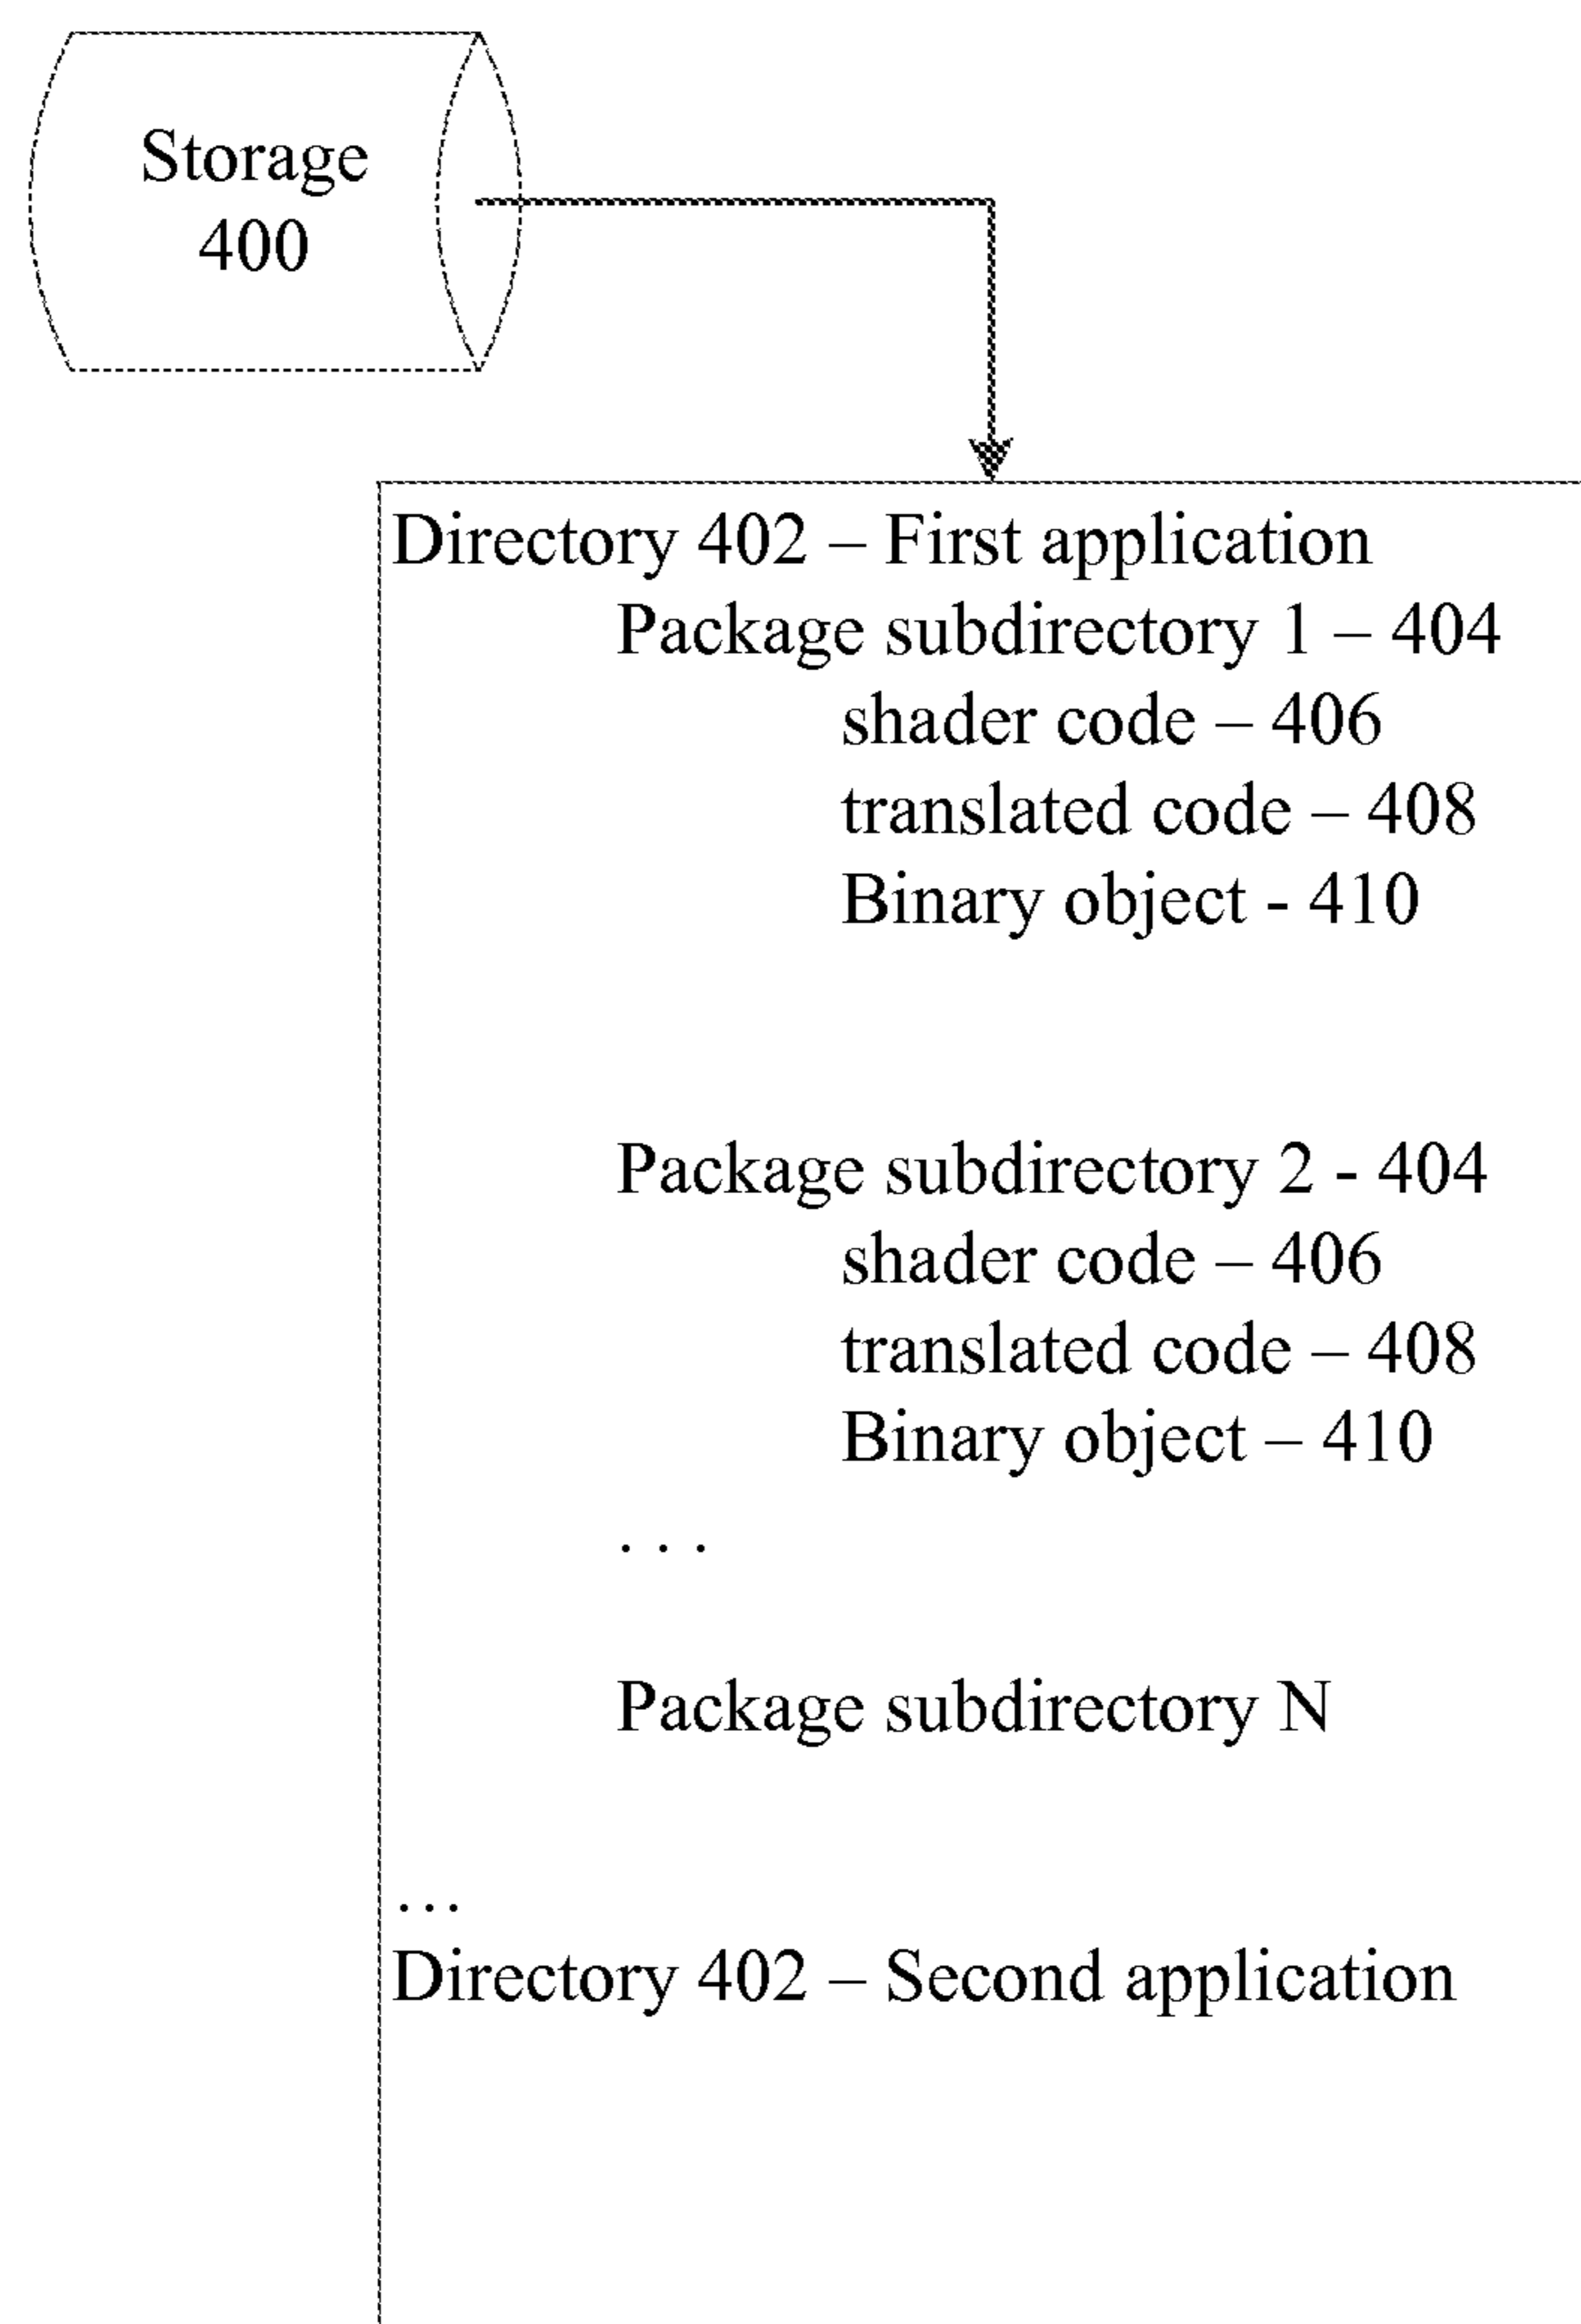 Storage
400
Directory 402 – First application
Package subdirectory 1 – 404
shader code – 406
translated code – 408
Binary object - 410
Package subdirectory 2 - 404
shader code – 406
translated code – 408
Binary object – 410
. . .
Package subdirectory N
...
Directory 402 – Second application